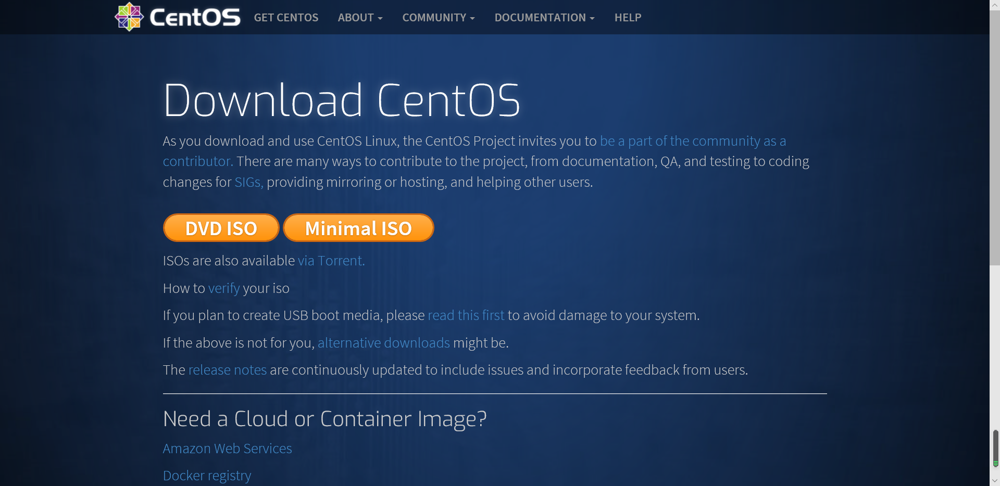 CentOS GET CENTOS ABOUT COMMUNITY DOCUMENTATION HELP
Download CentOS
As you download and use CentOS Linux, the CentOS Project invites you to be a part of the community as a
contributor. There are many ways to contribute to the project, from documentation, QA, and testing to coding
changes for SIGs, providing mirroring or hosting, and helping other users.
DVD ISO Minimal ISO
ISOs are also available via Torrent.
How to verify your iso
If you plan to create USB boot media, please read this first to avoid damage to your system.
If the above is not for you, alternative downloads might be.
The release notes are continuously updated to include issues and incorporate feedback from users.
Need a Cloud or Container Image?
Amazon Web Services
Docker registry